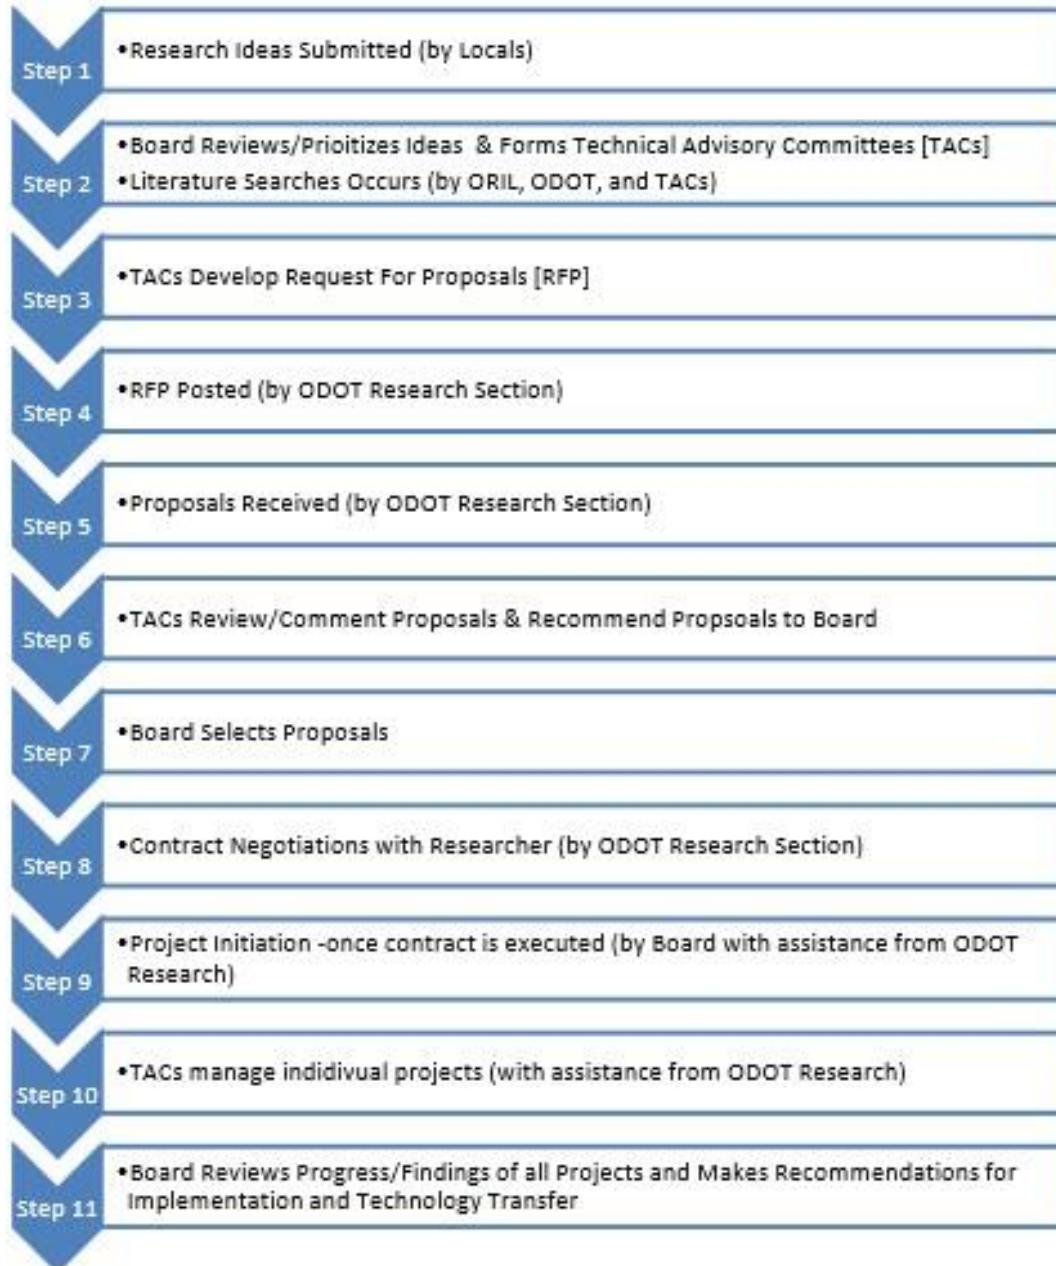 Step 1
•Research Ideas Submitted (by Locals)
Step 2
•Board Reviews/Prioitizes Ideas & Forms Technical Advisory Committees [TACs]
•Literature Searches Occurs (by ORIL, ODOT, and TACs)
Step 3
•TACs Develop Request For Proposals [RFP]
Step 4
•RFP Posted (by ODOT Research Section)
Step 5
•Proposals Received (by ODOT Research Section)
Step 6
•TACs Review/Comment Proposals & Recommend Propsoals to Board
Step 7
•Board Selects Proposals
Step 8
•Contract Negotiations with Researcher (by ODOT Research Section)
Step 9
•Project Initiation -once contract is executed (by Board with assistance from ODOT
Research)
Step 10
•TACs manage indidivual projects (with assistance from ODOT Research)
Step 11
•Board Reviews Progress/Findings of all Projects and Makes Recommendations for
Implementation and Technology Transfer